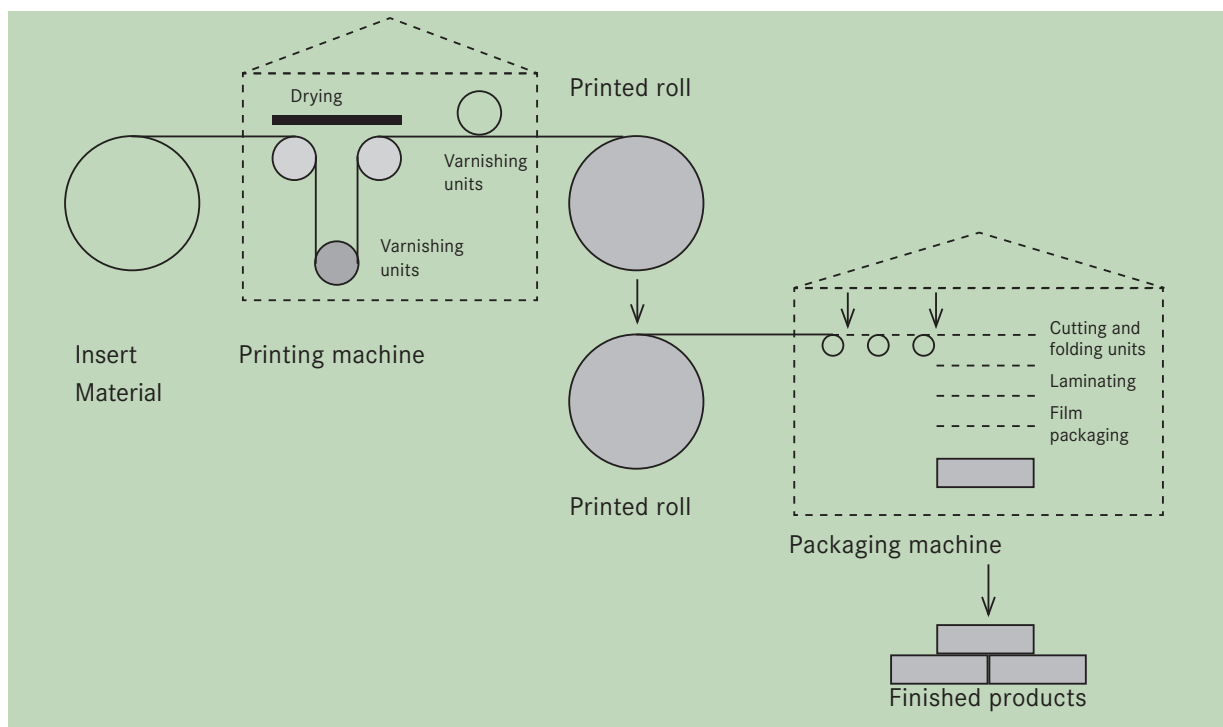 Printed roll
Drying
Varnishing
units
Varnishing
units
Insert
Material
Printing machine
Cutting and
folding units
Laminating
Film
packaging
Printed roll
Packaging machine
Finished products